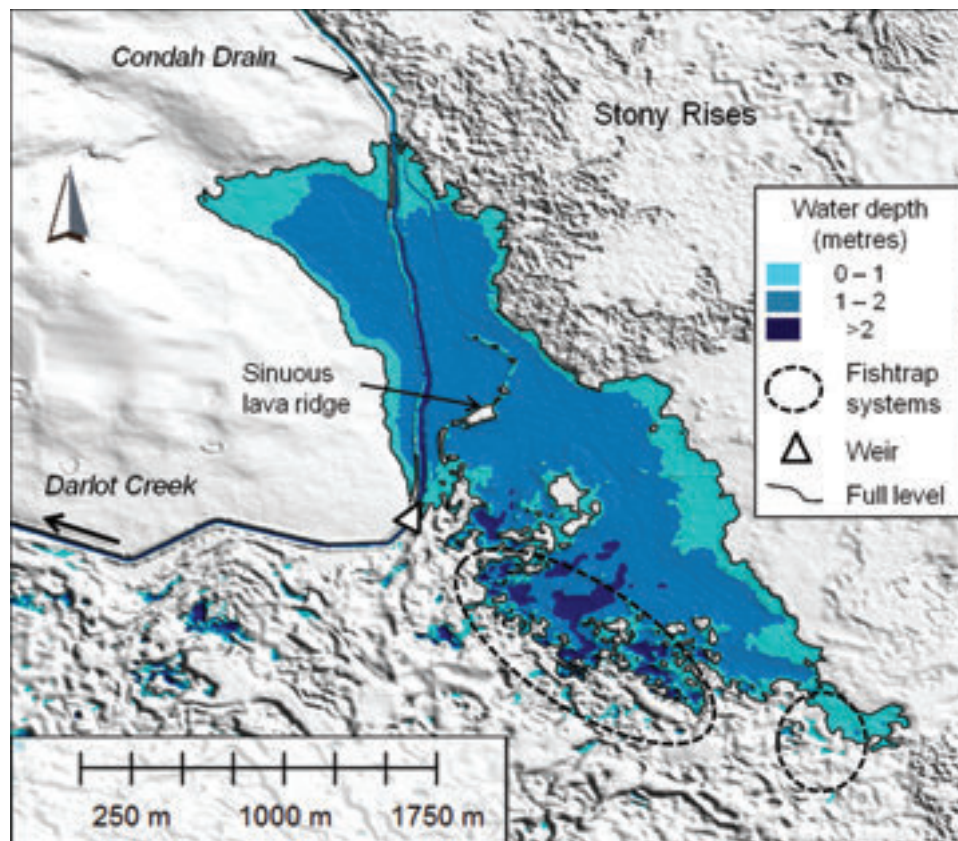 Condah Drain
Stony Rises
Water depth
(metres)
0 – 1
1 – 2
>2
Fishtrap
systems
Weir
Full level
Sinuous
lava ridge
Darlot Creek
250 m 1000 m 1750 m